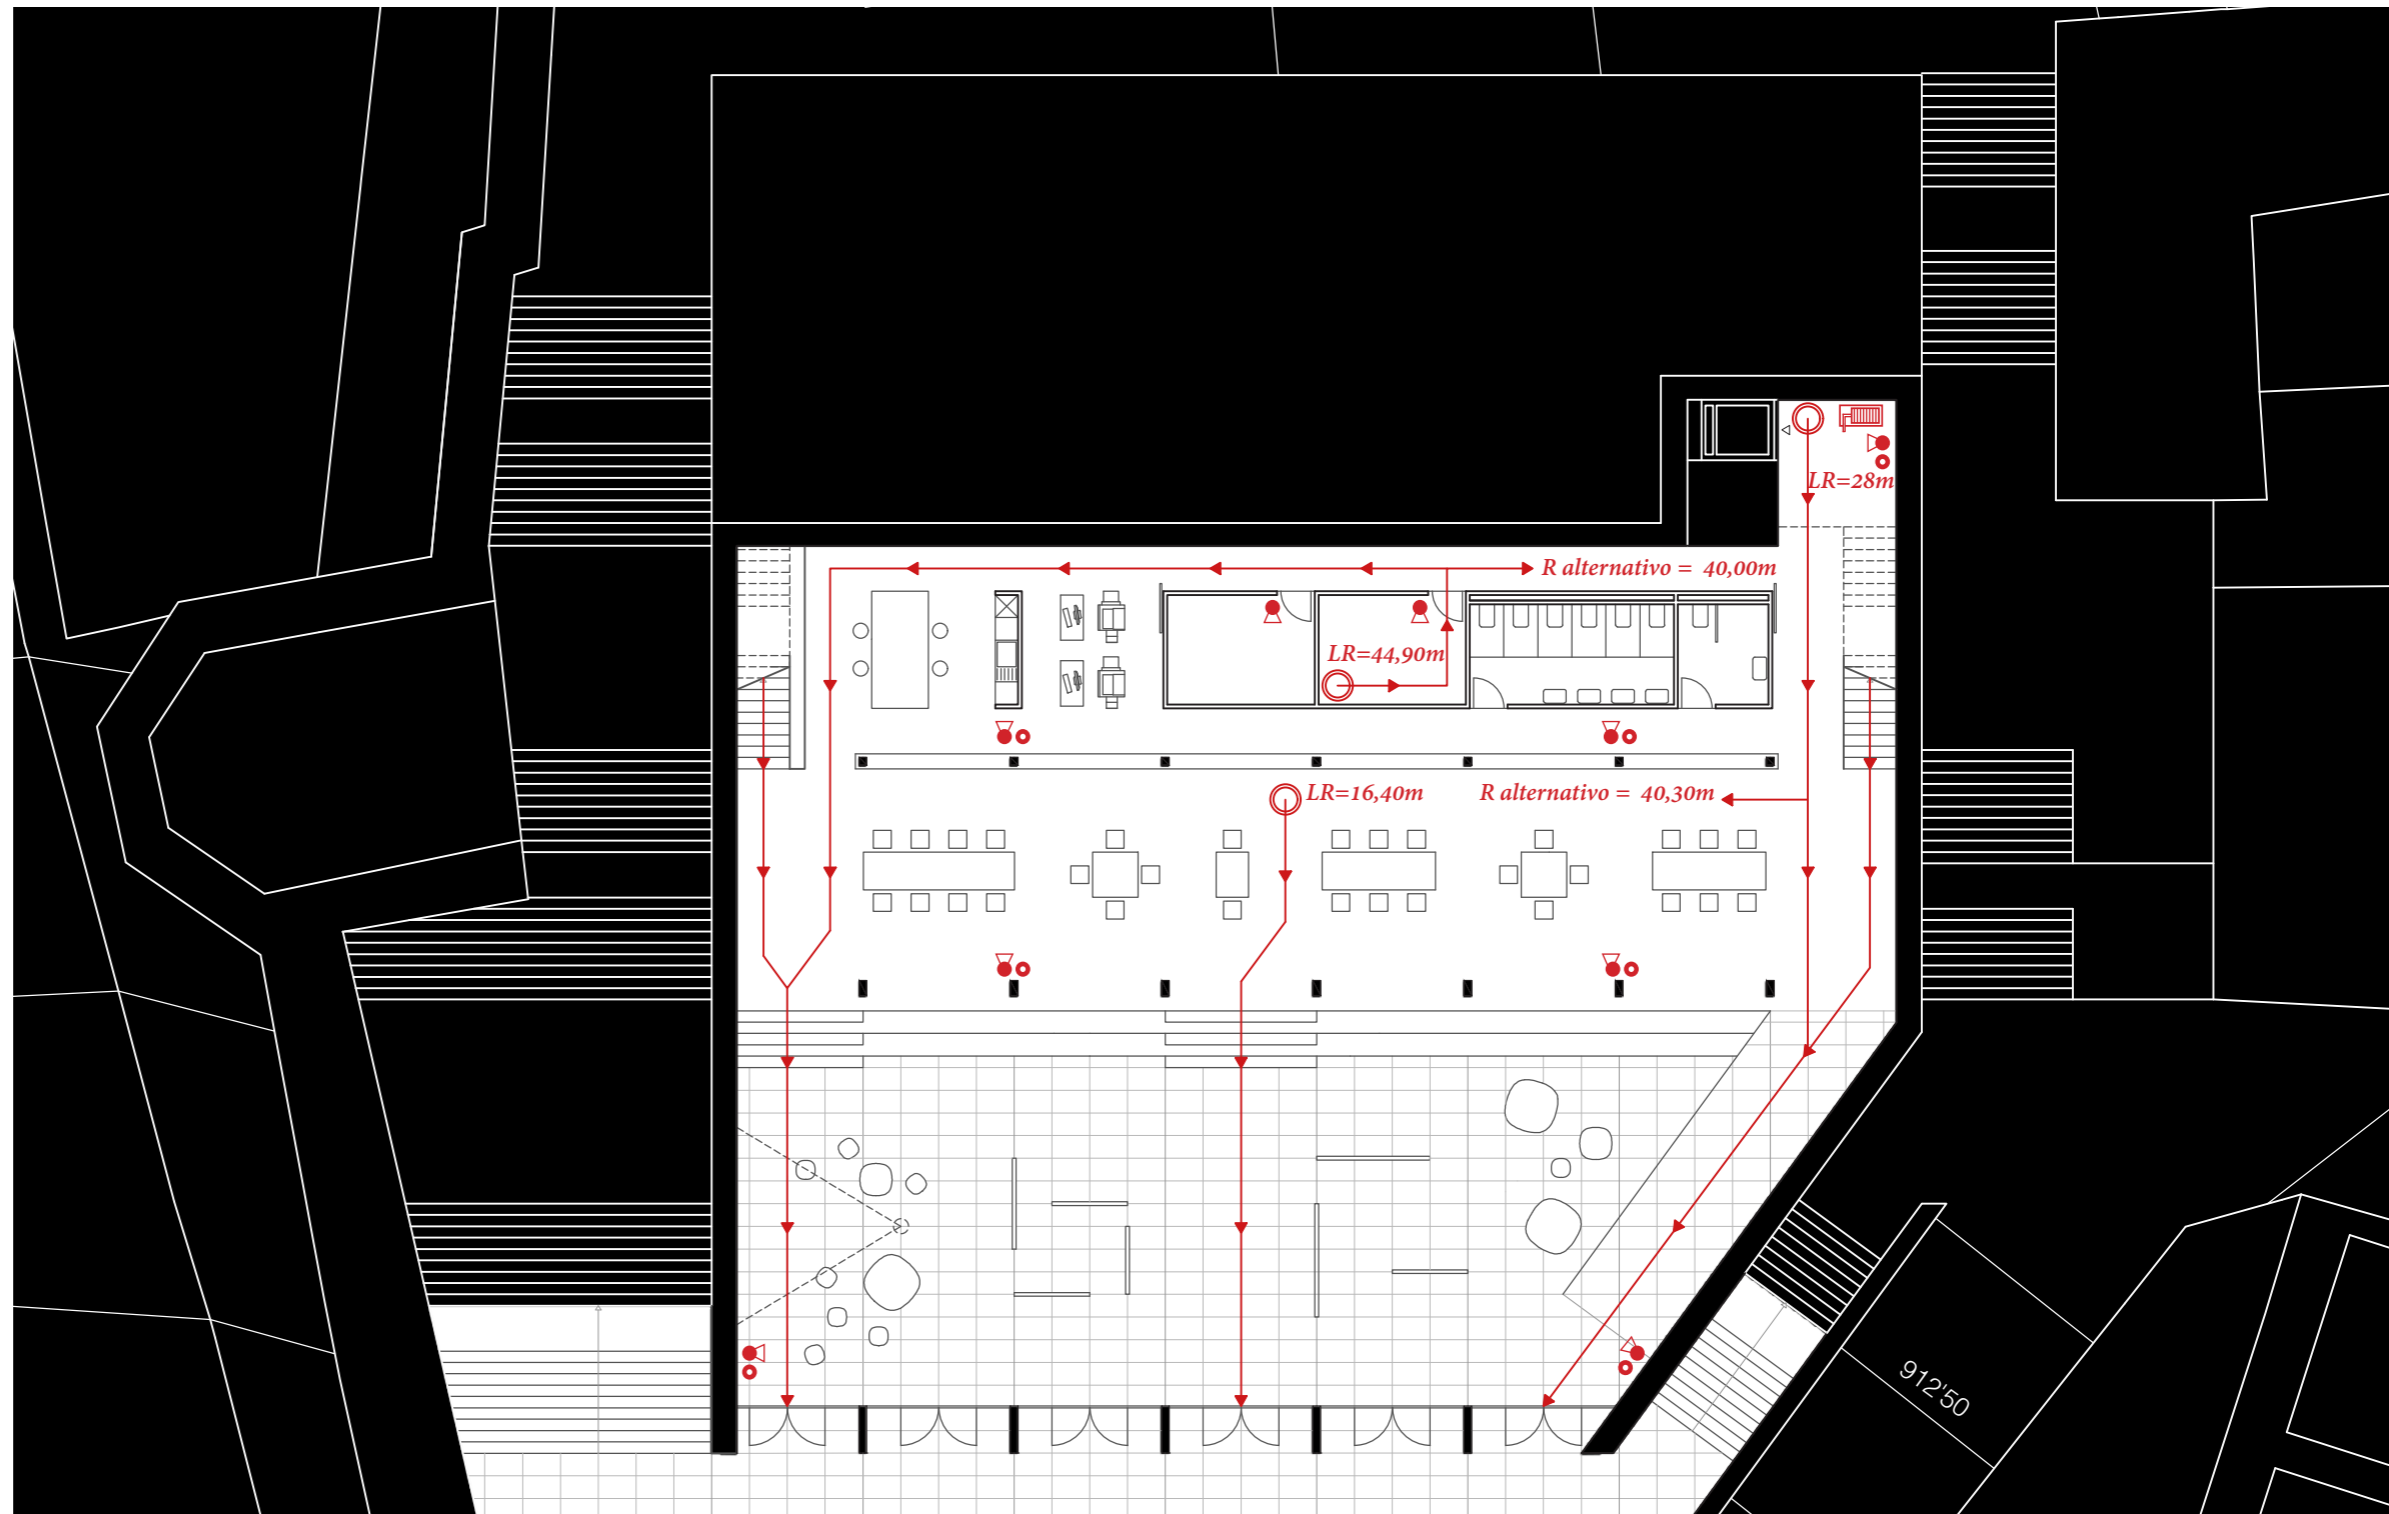 LR=28m
R alternativo = 40,00m
LR=44,90m
LR=16,40m
R alternativo = 40,30m
912'50